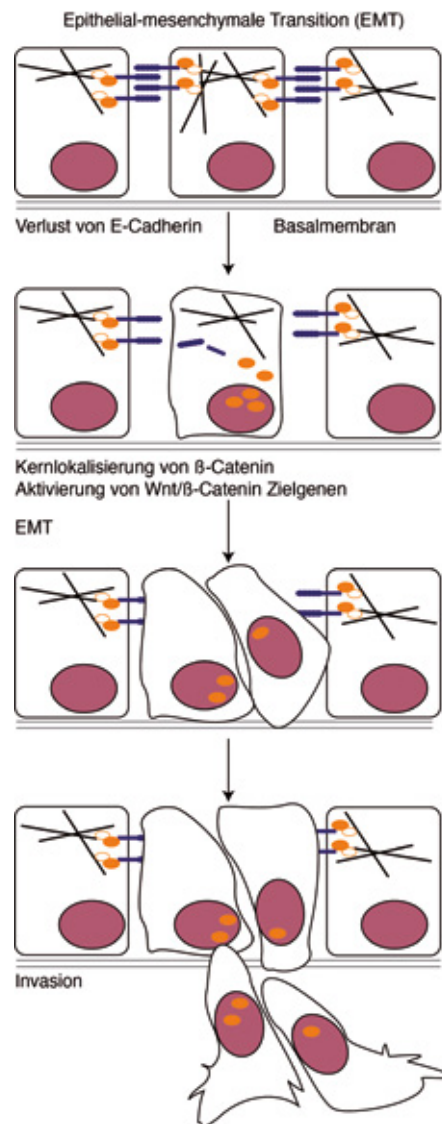 Epithelial-mesenchymale Transition (EMT)
Verlust von E-Cadherin
Basalmembran
Kernlokalisierung von ß-Catenin
Aktivierung von Wnt/ß-Catenin Zielgenen
EMT
Invasion